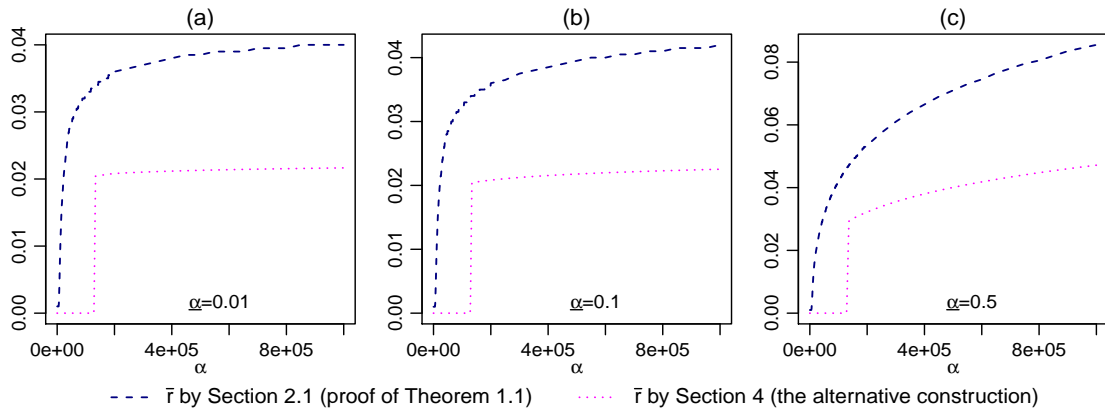 (a)
0.04
0.03
0.02
0.01
0.00
α=0.01
0e+00 4e+05 8e+05
α
(b)
0.04
0.03
0.02
0.01
0.00
α=0.1
0e+00 4e+05 8e+05
α
(c)
0.08
0.06
0.04
0.02
0.00
α=0.5
0e+00 4e+05 8e+05
α
r̄ by Section 2.1 (proof of Theorem 1.1)
r̄ by Section 4 (the alternative construction)